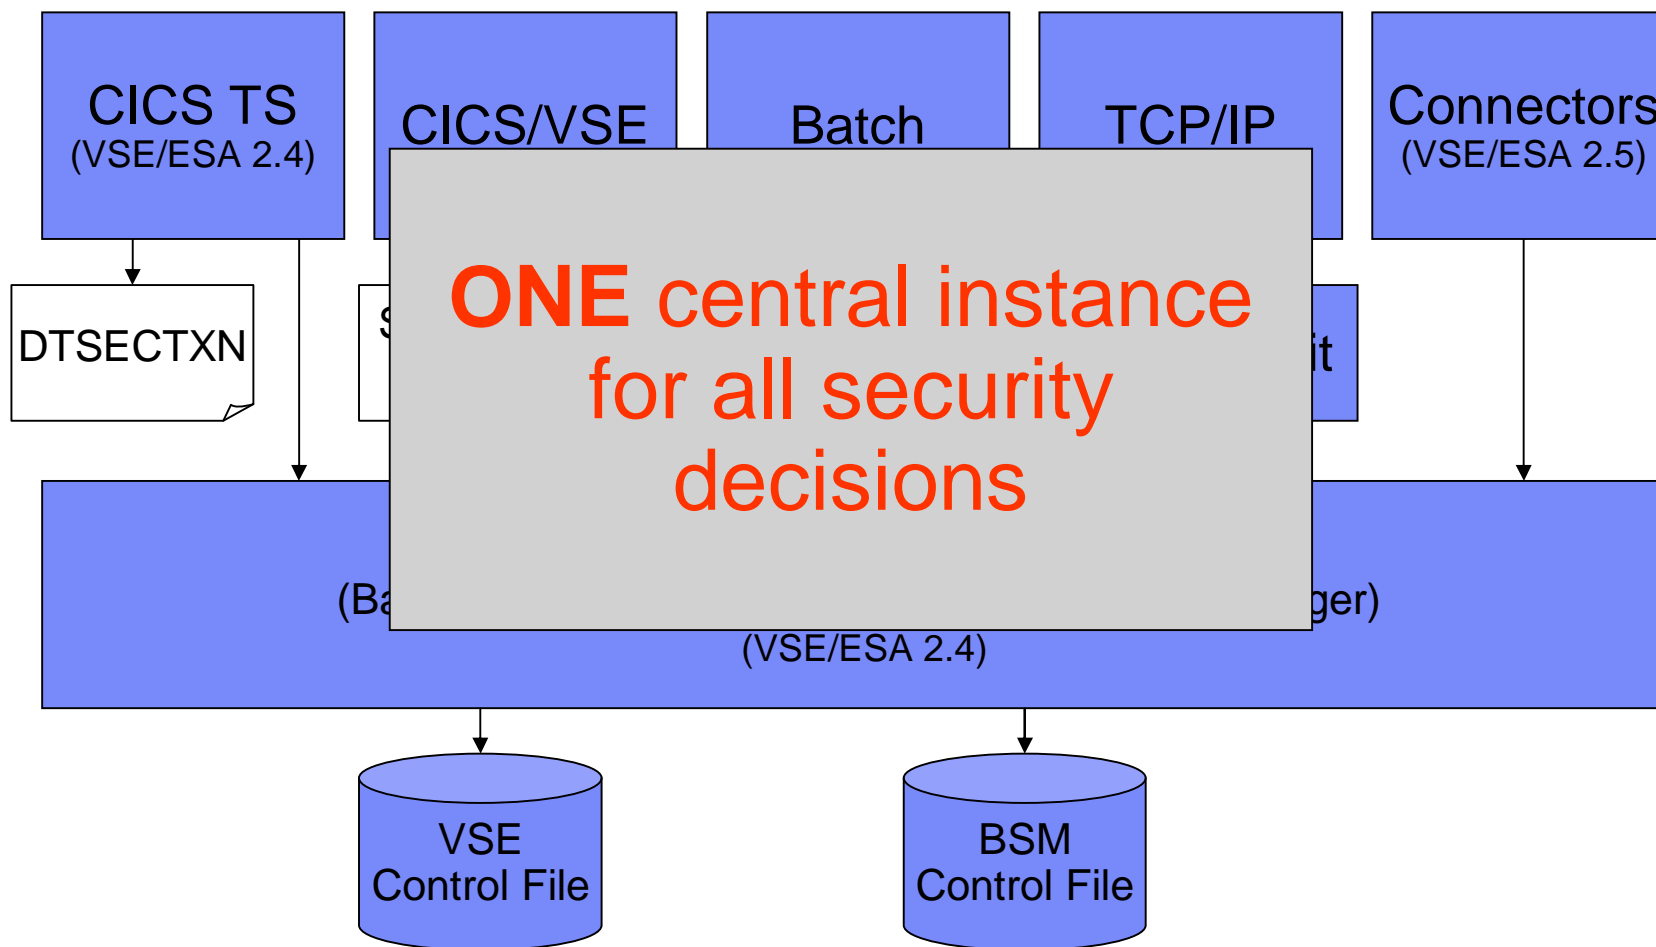 CICS TS
(VSE/ESA 2.4)
CICS/VSE
Batch
TCP/IP
Connectors
(VSE/ESA 2.5)
DTSECTXN
ONE central instance
for all security
decisions
(VSE/ESA 2.4)
VSE
Control File
BSM
Control File